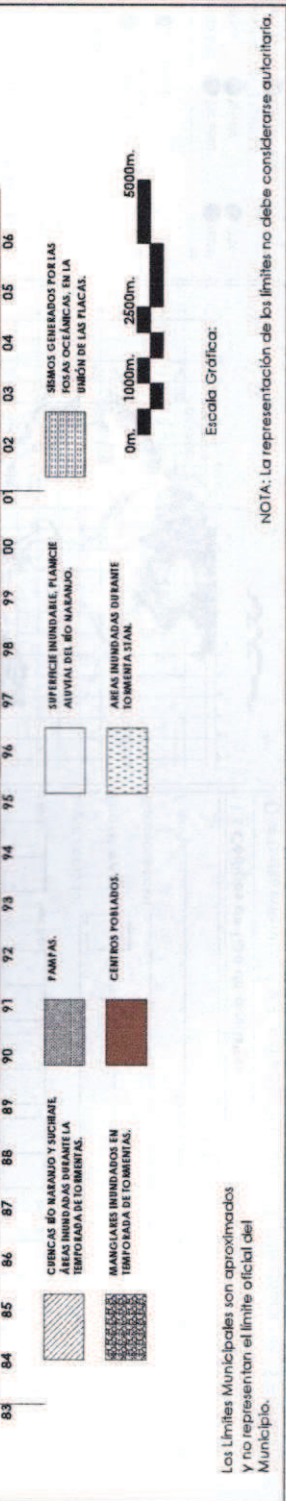 83 84 85 86 87 88 89 90 91 92 93 94 95 96 97 98 99 00 01 02 03 04 05 06
CUENCAS RÍO NARANJO Y SUCHIATE,
ÁREAS INUNDADAS DURANTE LA
TEMPORADA DE TORMENTAS.
MANGLARES INUNDADOS EN
TEMPORADA DE TORMENTAS.
PAMPAS.
CENTROS POBLADOS.
SUPERFICIE INUNDABLE, PLANICIE
ALUVIAL DEL RÍO NARANJO.
AREAS INUNDADAS DURANTE
TORMENTA STAN.
SISMOS GENERADOS POR LAS
FOSAS OCEÁNICAS, EN LA
UNIÓN DE LAS PLACAS.
0m. 1000m. 2500m. 5000m.
Escala Gráfica:
Los Límites Municipales son aproximados
y no representan el límite oficial del
Municipio.
NOTA: La representación de los límites no debe considerarse autoritaria.